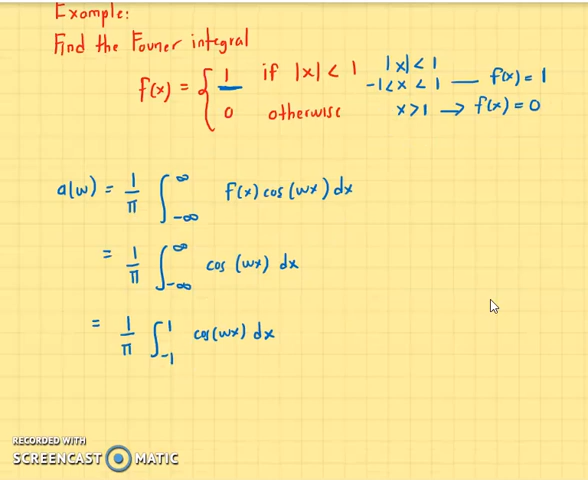 Example:
Find the Fourier integral
f(x) = { 1 if |x| < 1
0 otherwise
|x| < 1
-1 < x < 1 — f(x) = 1
x > 1 → f(x) = 0
a(w) = 1/π ∫_{-∞}^{∞} f(x) cos(wx) dx
= 1/π ∫_{-∞}^{∞} cos (wx) dx
= 1/π ∫_{-1}^{1} cos(wx) dx
RECORDED WITH
SCREENCAST MATIC